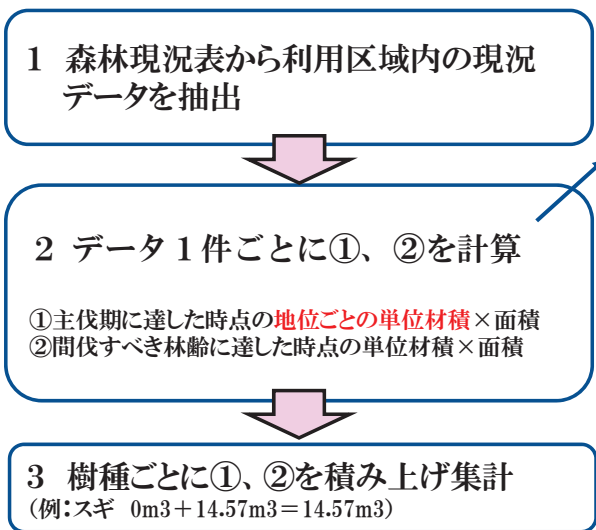 1 森林現況表から利用区域内の現況
データを抽出
2 データ1件ごとに①、②を計算
①主伐期に達した時点の地位ごとの単位材積×面積
②間伐すべき林齢に達した時点の単位材積×面積
3 樹種ごとに①、②を積み上げ集計
(例:スギ 0m3+14.57m3=14.57m3)